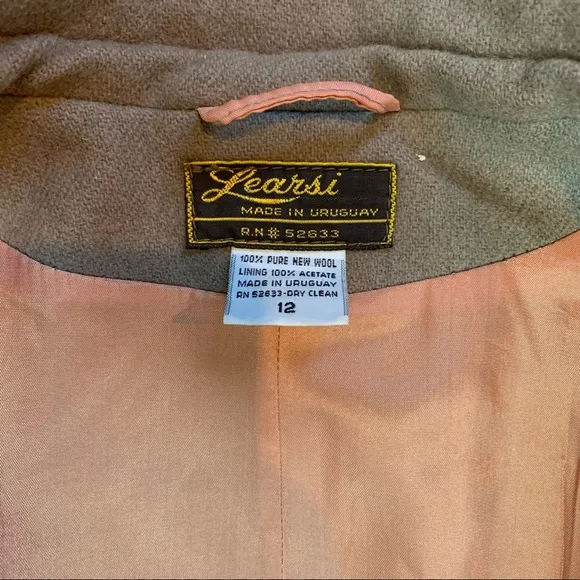 Learsi
MADE IN URUGUAY
R.N# 52633
100% PURE NEW WOOL
LINING 100% ACETATE
MADE IN URUGUAY
RN 52633-DRY CLEAN
12